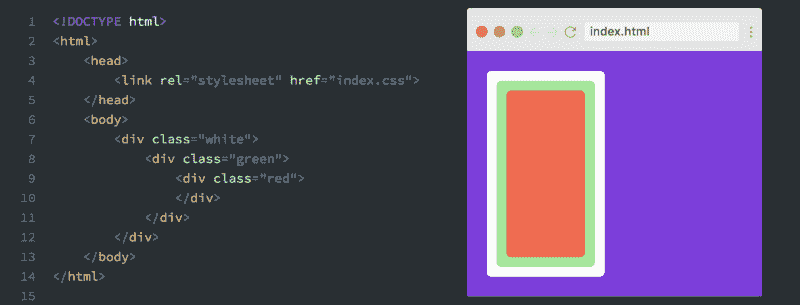 1 <!DOCTYPE html>
2 <html>
3 <head>
4 <link rel="stylesheet" href="index.css">
5 </head>
6 <body>
7 <div class="white">
8 <div class="green">
9 <div class="red">
10 </div>
11 </div>
12 </div>
13 </body>
14 </html>
15
index.html